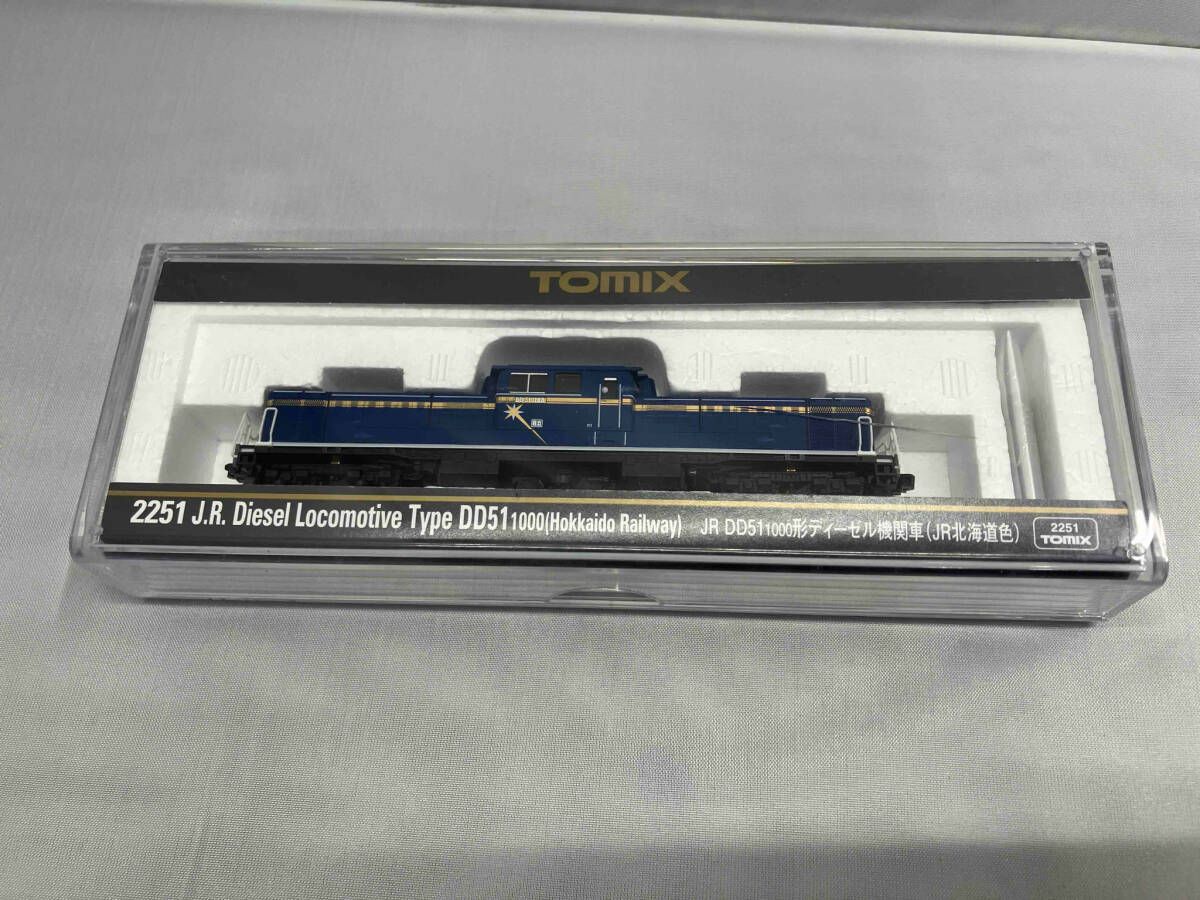 TOMIX
2251 J.R. Diesel Locomotive Type DD51 1000(Hokkaido Railway) JR DD51 1000形ディーゼル機関車(JR北海道色)
2251
TOMIX